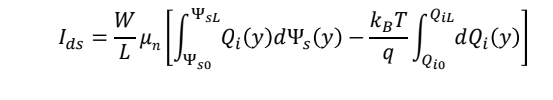 I_{ds} = \frac{W}{L} \mu_n \left[ \int_{\Psi_{s0}}^{\Psi_{sL}} Q_i(y) d\Psi_s(y) - \frac{k_B T}{q} \int_{Q_{i0}}^{Q_{iL}} dQ_i(y) \right]